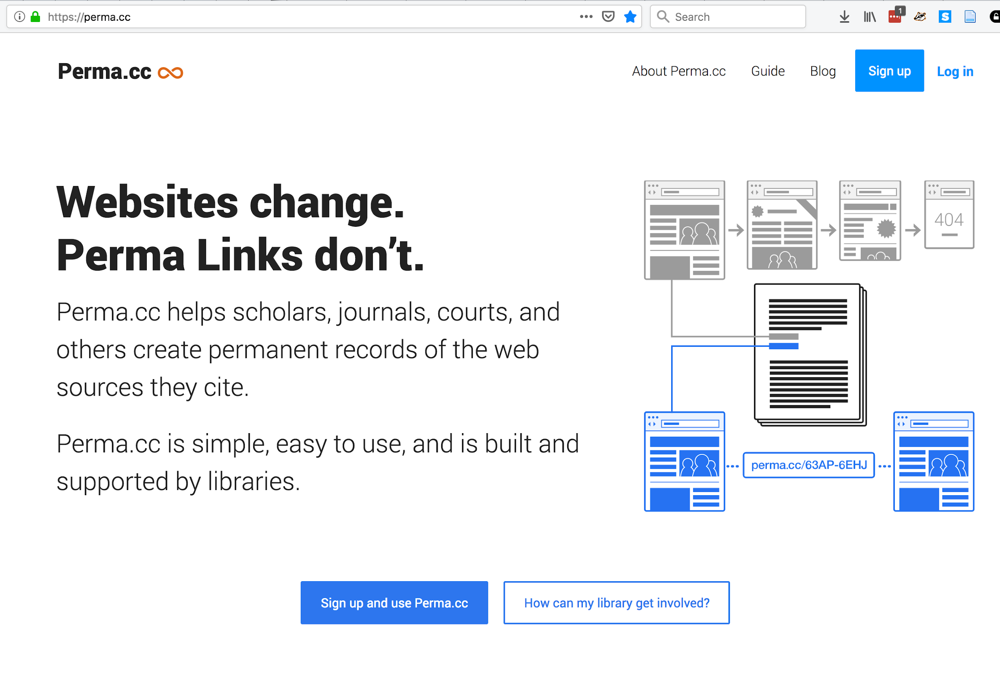 https://perma.cc
Search
1
S
Perma.cc
About Perma.cc
Guide
Blog
Sign up
Log in
Websites change.
Perma Links don’t.
Perma.cc helps scholars, journals, courts, and
others create permanent records of the web
sources they cite.
Perma.cc is simple, easy to use, and is built and
supported by libraries.
404
perma.cc/63AP-6EHJ
Sign up and use Perma.cc
How can my library get involved?